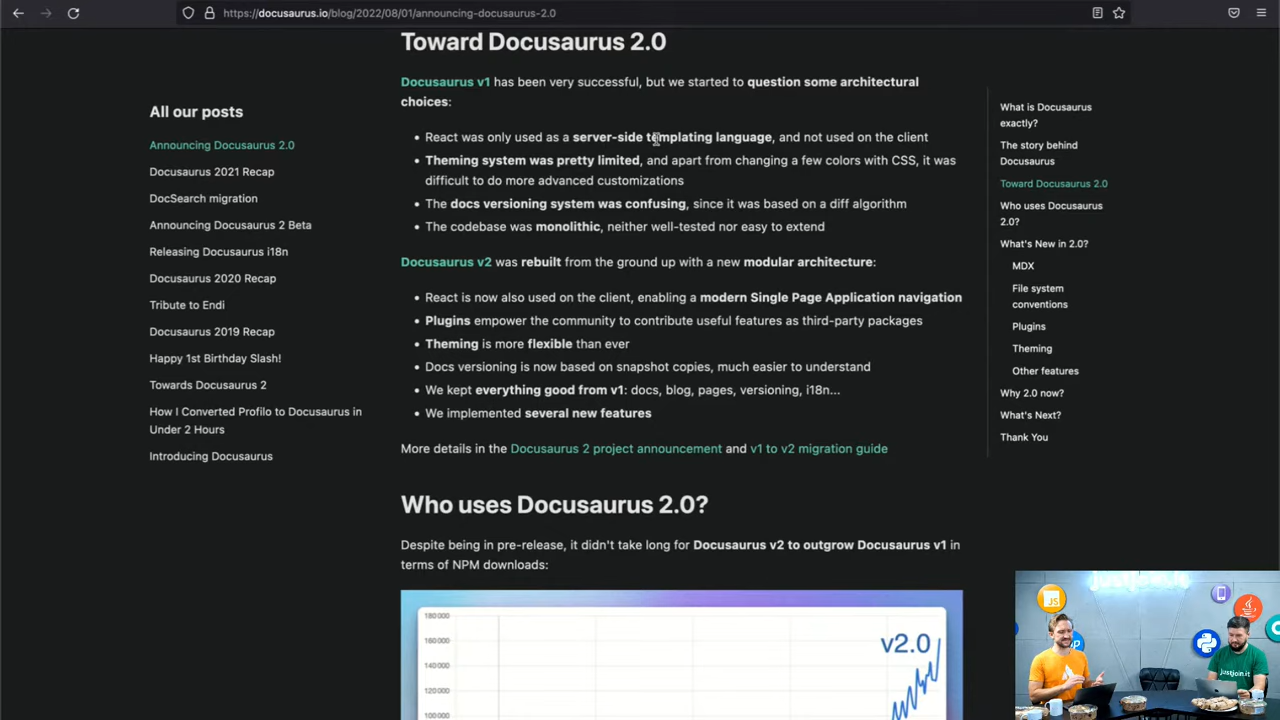 https://docusaurus.io/blog/2022/08/01/announcing-docusaurus-2.0
Toward Docusaurus 2.0
Docusaurus v1 has been very successful, but we started to question some architectural
choices:
React was only used as a server-side templating language, and not used on the client
Theming system was pretty limited, and apart from changing a few colors with CSS, it was
difficult to do more advanced customizations
The docs versioning system was confusing, since it was based on a diff algorithm
The codebase was monolithic, neither well-tested nor easy to extend
Docusaurus v2 was rebuilt from the ground up with a new modular architecture:
React is now also used on the client, enabling a modern Single Page Application navigation
Plugins empower the community to contribute useful features as third-party packages
Theming is more flexible than ever
Docs versioning is now based on snapshot copies, much easier to understand
We kept everything good from v1: docs, blog, pages, versioning, i18n...
We implemented several new features
More details in the Docusaurus 2 project announcement and v1 to v2 migration guide
Who uses Docusaurus 2.0?
Despite being in pre-release, it didn't take long for Docusaurus v2 to outgrow Docusaurus v1 in
terms of NPM downloads:
180000
160000
140000
120000
100000
v2.0
All our posts
Announcing Docusaurus 2.0
Docusaurus 2021 Recap
DocSearch migration
Announcing Docusaurus 2 Beta
Releasing Docusaurus i18n
Docusaurus 2020 Recap
Tribute to Endi
Docusaurus 2019 Recap
Happy 1st Birthday Slash!
Towards Docusaurus 2
How I Converted Profilo to Docusaurus in
Under 2 Hours
Introducing Docusaurus
What is Docusaurus
exactly?
The story behind
Docusaurus
Toward Docusaurus 2.0
Who uses Docusaurus
2.0?
What's New in 2.0?
MDX
File system
conventions
Plugins
Theming
Other features
Why 2.0 now?
What's Next?
Thank You
JS
justjoin.it